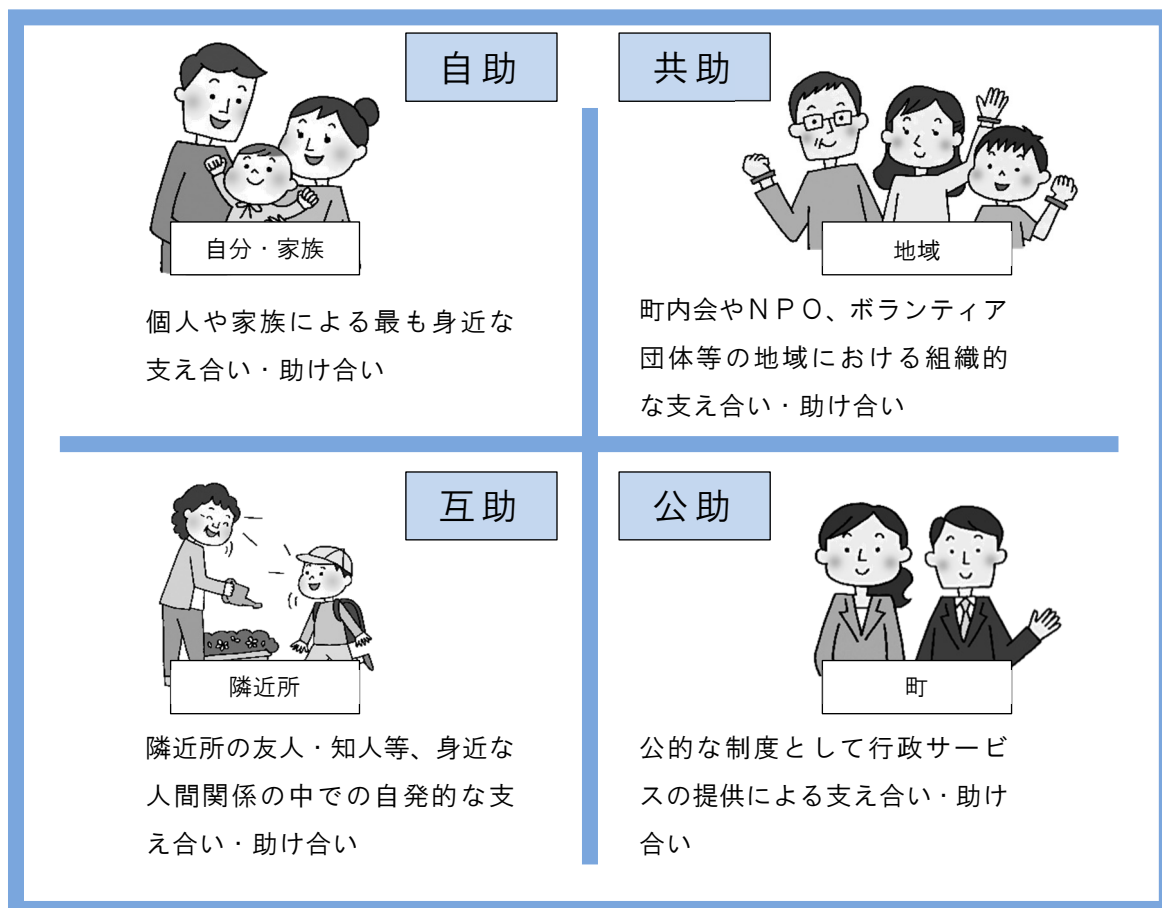 自助
自分・家族
個人や家族による最も身近な
支え合い・助け合い
共助
地域
町内会やNPO、ボランティア
団体等の地域における組織的
な支え合い・助け合い
互助
隣近所
隣近所の友人・知人等、身近な
人間関係の中での自発的な支
え合い・助け合い
公助
町
公的な制度として行政サービ
スの提供による支え合い・助け
合い